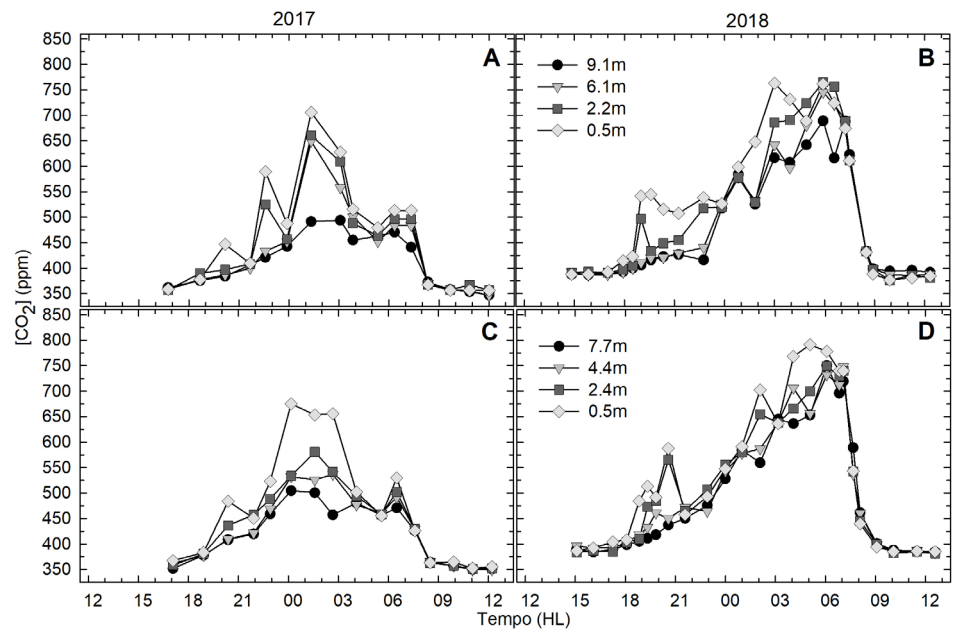 2017 2018
850 A B
800 9.1m
750 6.1m
700 2.2m
650 0.5m
600
550
500
450
400
350
850 C D
800 7.7m
750 4.4m
700 2.4m
650 0.5m
600
550
500
450
400
350
[CO2] (ppm)
12 15 18 21 00 03 06 09 12 12 15 18 21 00 03 06 09 12
Tempo (HL)